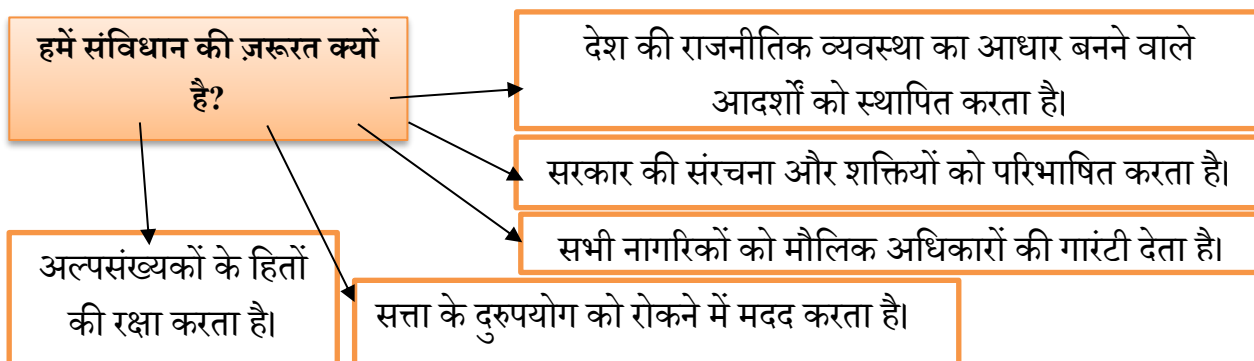 हमें संविधान की ज़रूरत क्यों
है?
देश की राजनीतिक व्यवस्था का आधार बनने वाले
आदर्शों को स्थापित करता है।
सरकार की संरचना और शक्तियों को परिभाषित करता है।
सभी नागरिकों को मौलिक अधिकारों की गारंटी देता है।
अल्पसंख्यकों के हितों
की रक्षा करता है।
सत्ता के दुरुपयोग को रोकने में मदद करता है।